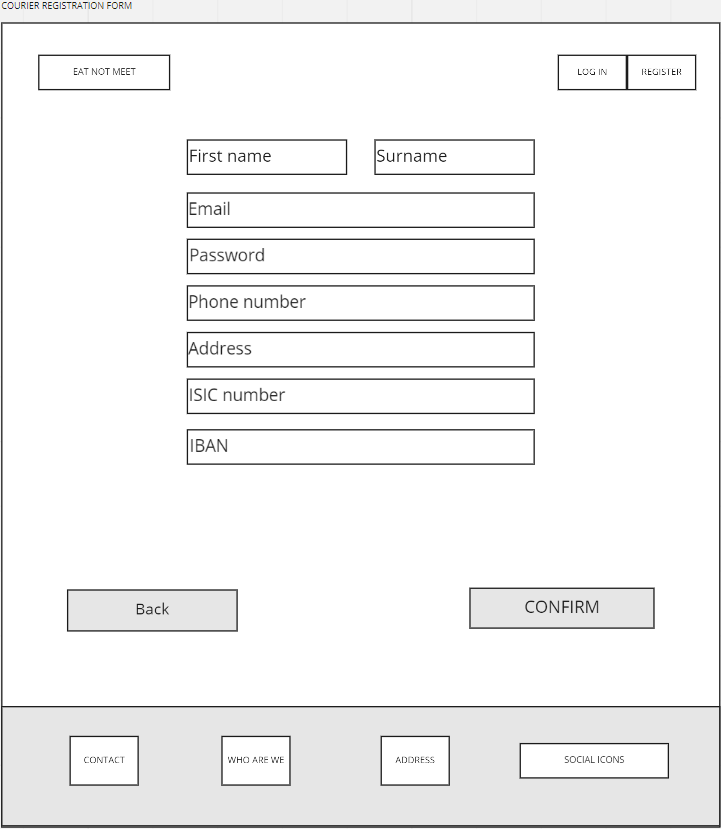 COURIER REGISTRATION FORM
EAT NOT MEET
LOG IN
REGISTER
First name
Surname
Email
Password
Phone number
Address
ISIC number
IBAN
Back
CONFIRM
CONTACT
WHO ARE WE
ADDRESS
SOCIAL ICONS